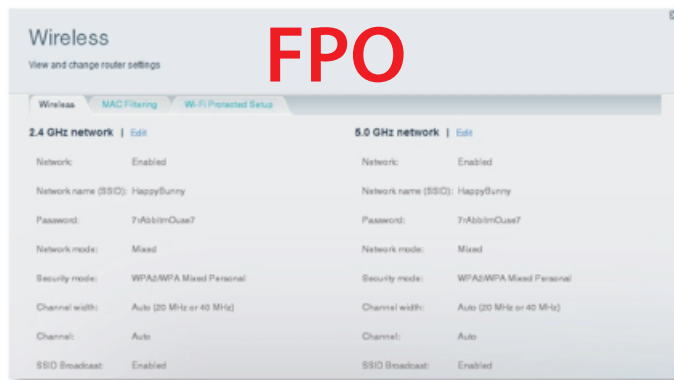 FPO
Wireless
View and change router settings
Wireless MAC Filtering Wi-Fi Protected Setup
2.4 GHz network | Edit 5.0 GHz network | Edit
Network: Enabled Network: Enabled
Network name (SSID): HappyBunny Network name (SSID): HappyBunny
Password: Password:
Network mode: Mixed Network mode: Mixed
Security mode: WPA2/WPA Mixed Personal Security mode: WPA2/WPA Mixed Personal
Channel width: Auto (20 MHz or 40 MHz) Channel width: Auto (20 MHz or 40 MHz)
Channel: Auto Channel: Auto
SSID Broadcast: Enabled SSID Broadcast: Enabled